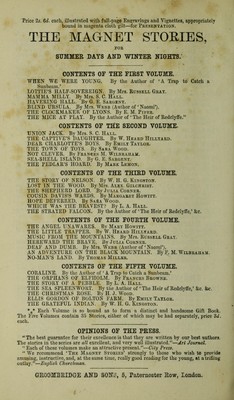 Price 2s. 6d. each, illustrated with full-page Engravings and Vignettes, appropriately
bound in magenta cloth gilt—for PRESERVATION.
THE MAGNET STORIES,
FOR
SUMMER DAYS AND WINTER NIGHTS.
CONTENTS OF THE FIRST VOLUME.
WHEN WE WERE YOUNG. By the Author of 'A Trap to Catch a
Sunbeam.'
LOTTIE'S HALF-SOVEREIGN. By Mrs. RUSSELL GRAY.
MAMMA MILLY. By Mrs. S. C. HALL.
HAVERING HALL. By G. E. SARGENT.
BLIND URSULA. By Mrs. WEBB (Author of 'Naomi').
THE CLOCKMAKER OF LYONS. By E. M. PIPER.
THE MICE AT PLAY. By the Author of 'The Heir of Redclyffe.'
CONTENTS OF THE SECOND VOLUME.
UNION JACK. By Mrs. S. C. HALL.
THE CAPTIVE'S DAUGHTER. By W. HEARD HILLYARD.
DEAR CHARLOTTE'S BOYS. By EMILY TAYLOR.
THE TOWN OF TOYS. By SARA WOOD.
NOT CLEVER. By FRANCES M. WILBRAHAM.
SEA-SHELL ISLAND. By G. E. SARGENT.
THE PEDLAR'S HOARD. By MARK LEMON.
CONTENTS OF THE THIRD VOLUME.
THE STORY OF NELSON. By W. H. G. KINGSTON.
LOST IN THE WOOD. By Mrs. ALEX. GILCHRIST.
THE SHEPHERD LORD. By JULIA CORNER.
COUSIN DAVIS'S WARDS. By MARGARET HOWITT.
HOPE DEFERRED. By SARA WOOD.
WHICH WAS THE BRAVEST? By L. A. HALL.
THE STRAYED FALCON. By the Author of 'The Heir of Redclyffe,' &c.
CONTENTS OF THE FOURTH VOLUME.
THE ANGEL UNAWARES. By MARY HOWITT.
THE LITTLE TRAPPER. By W. HEARD HILLYARD.
MUSIC FROM THE MOUNTAINS. By Mrs. RUSSELL GRAY.
HEREWARD THE BRAVE. By JULIA CORNER.
DEAF AND DUMB. By Mrs. WEBB (Author of 'Naomi').
AN ADVENTURE ON THE BLACK MOUNTAIN. By F. M. WILBRAHAM
NO-MAN'S LAND. By THOMAS MILLER.
CONTENTS OF THE FIFTH VOLUME.
CORALINE. By the Author of 'A Trap to Catch a Sunbeam.'
THE ORPHANS OF ELFHOLM. By FRANCES BROWNE.
THE STORY OF A PEBBLE. By L. A. HALL.
THE SEA SPLEENWORT. By the Author of 'The Heir of Redclyffe,' &c. &c.
THE CHRISTMAS ROSE. By H. J. WOOD.
ELLIS GORDON OF BOLTON FARM. By EMILY TAYLOR.
THE GRATEFUL INDIAN. By W. H. G. KINGSTON.
*** Each Volume is so bound as to form a distinct and handsome Gift Book.
The Five Volumes contain 35 Stories, either of which may be had separately, price 3d.
each.
OPINIONS OF THE PRESS.
"The best guarantee for their excellence is that they are written by our best authors
The stories in the series are all excellent, and very well illustrated."—Art Journal.
"Each of these volumes make an attractive present."—City Press.
"We recommend 'THE MAGNET STORIES' strongly to those who wish to provide
amusing, instructive, and, at the same time, really good reading for the young, at a trifling
outlay."—English Churchman.
GROOMBRIDGE AND SONS, 5, Paternoster Row, London.